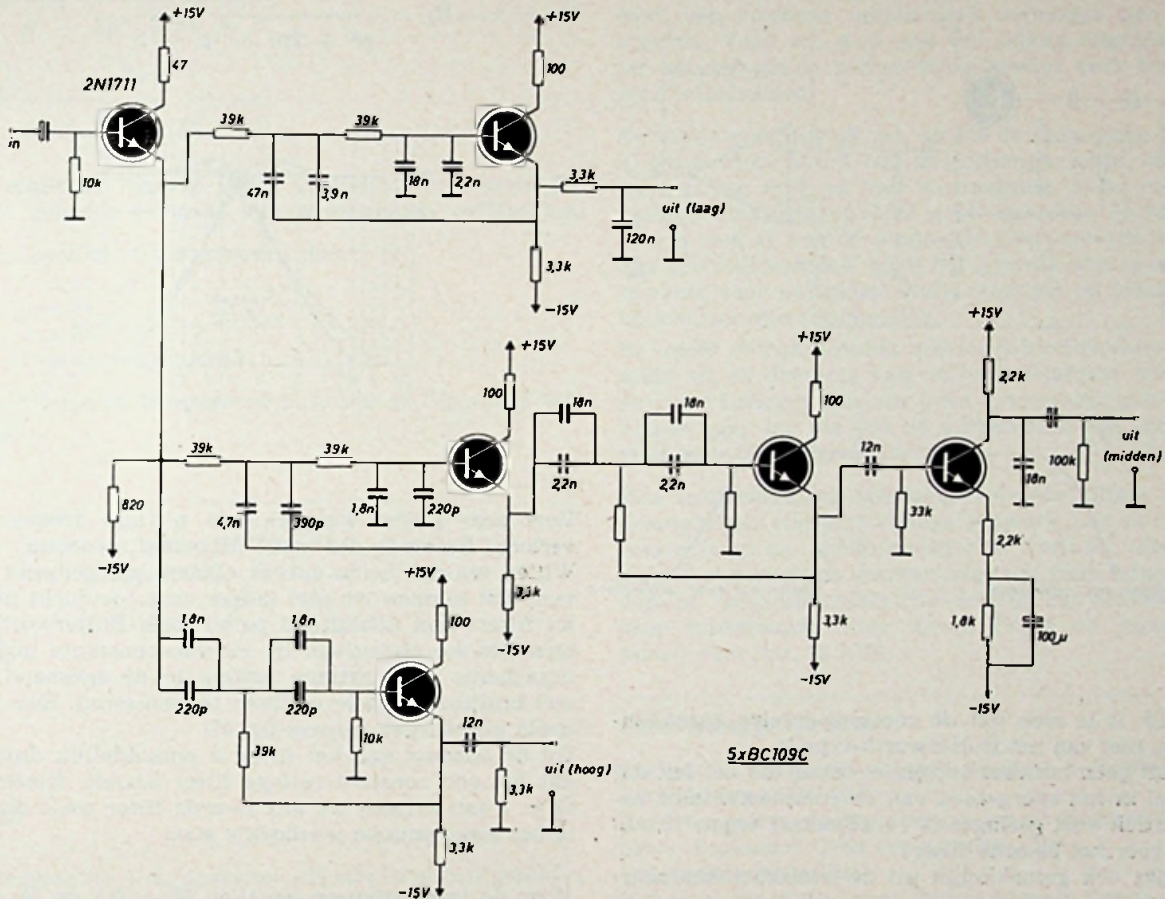 +15V
47
2N1711
in
10k
39k
47n
3,9n
39k
18n
2,2n
+15V
100
3,3k
120n
uit (laag)
3,3k
-15V
820
-15V
39k
4,7n
390p
39k
1,8n
220p
+15V
100
3,3k
-15V
18n
2,2n
18n
2,2n
+15V
100
3,3k
-15V
12n
33k
+15V
2,2k
18n
100k
uit
(midden)
2,2k
1,8k
100µ
-15V
1,8n
220p
1,8n
220p
39k
10k
+15V
100
12n
3,3k
uit (hoog)
3,3k
-15V
5xBC109C